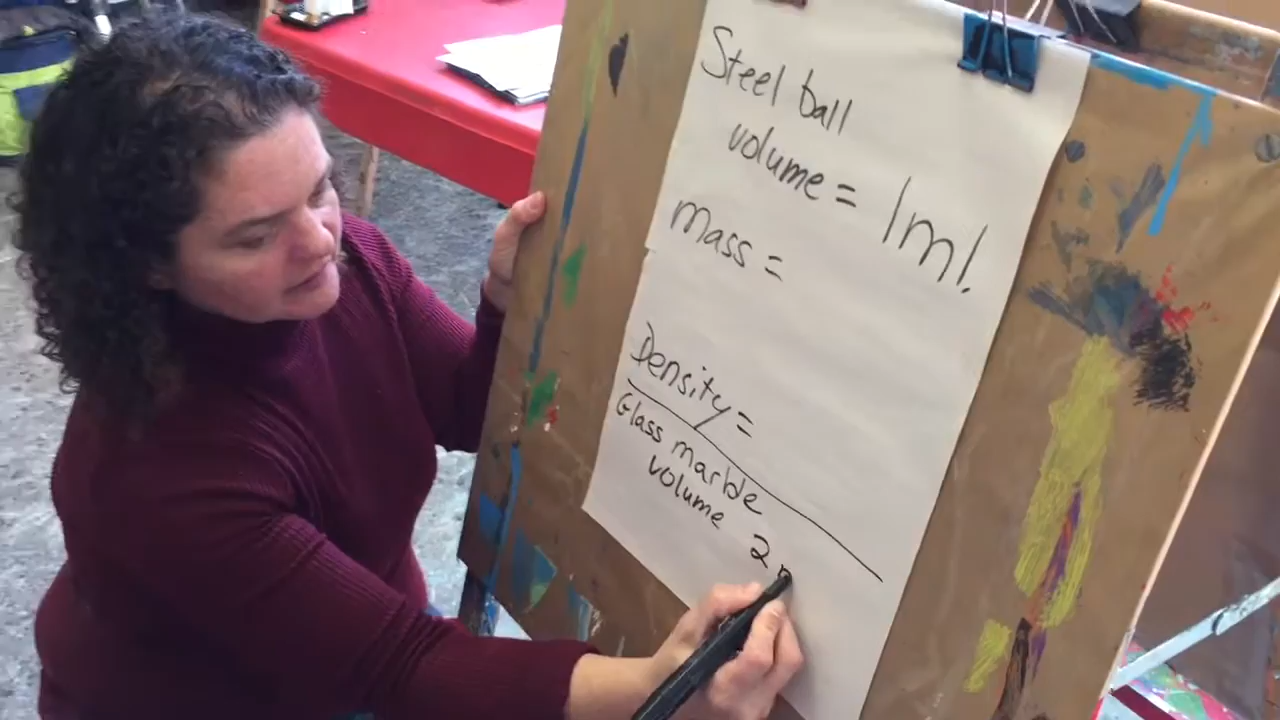 Steel ball
volume = 1ml
mass =
Density =
Glass marble
volume 2 m